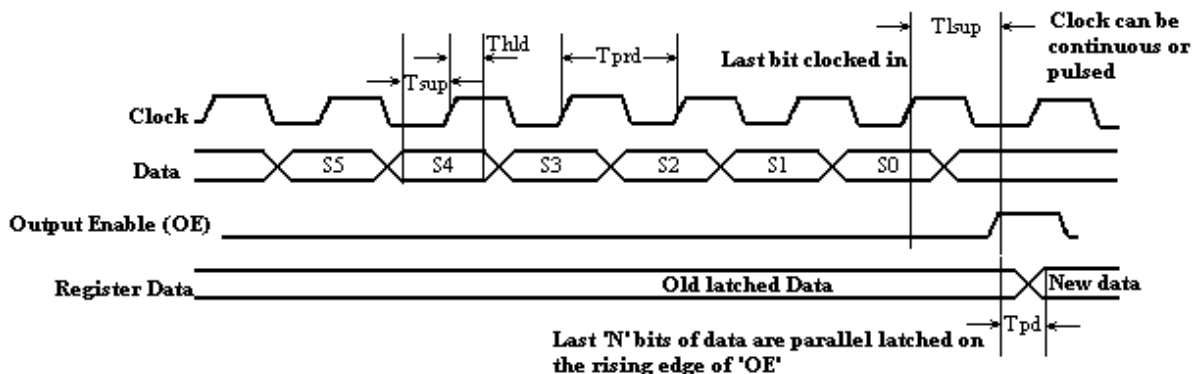 Thld
Tprd
Tsup
Last bit clocked in
Tlsup
Clock can be
continuous or
pulsed
Clock
Data
S5
S4
S3
S2
S1
S0
Output Enable (OE)
Register Data
Old latched Data
New data
Tpd
Last 'N' bits of data are parallel latched on
the rising edge of 'OE'